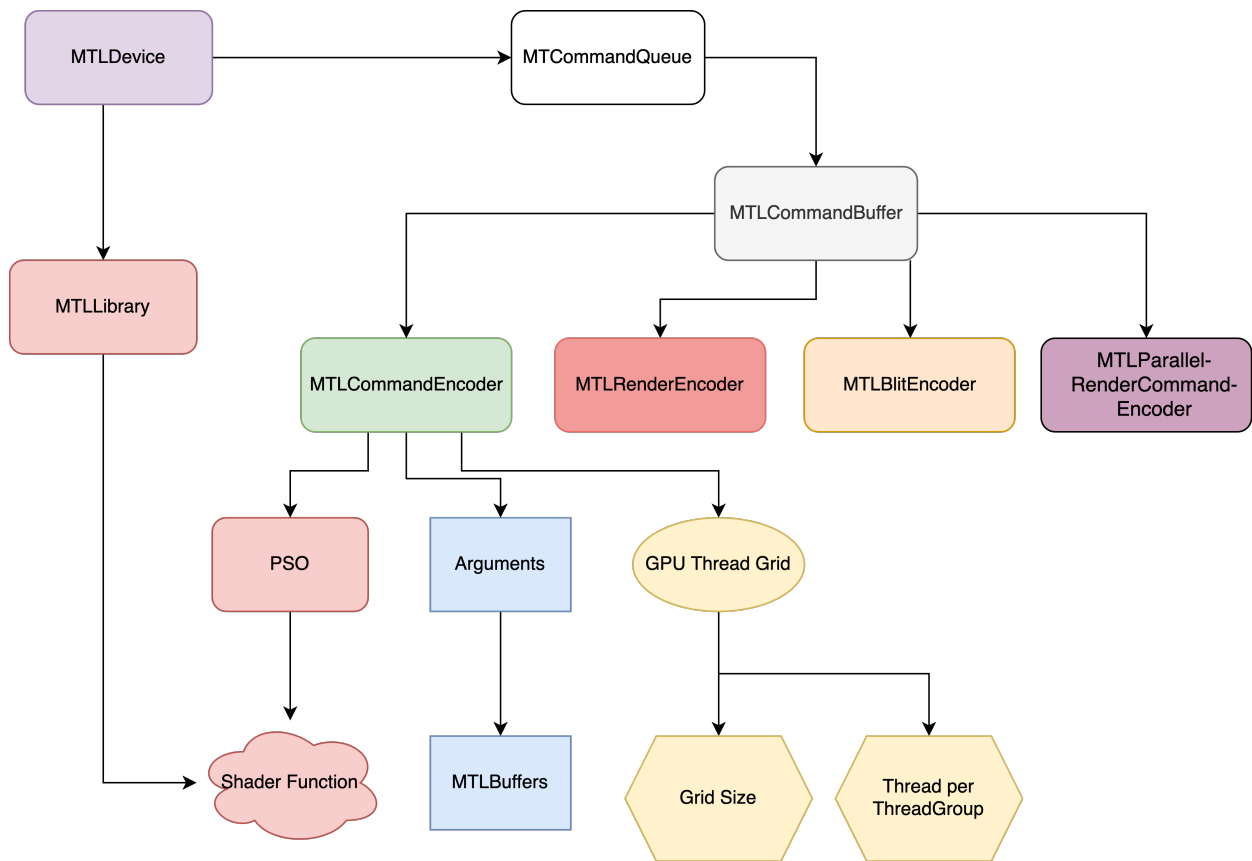 MTLDevice
MTCommandQueue
MTLCommandBuffer
MTLLibrary
MTLCommandEncoder
MTLRenderEncoder
MTLBlitEncoder
MTLParallel-
RenderCommand-
Encoder
PSO
Arguments
GPU Thread Grid
Shader Function
MTLBuffers
Grid Size
Thread per
ThreadGroup